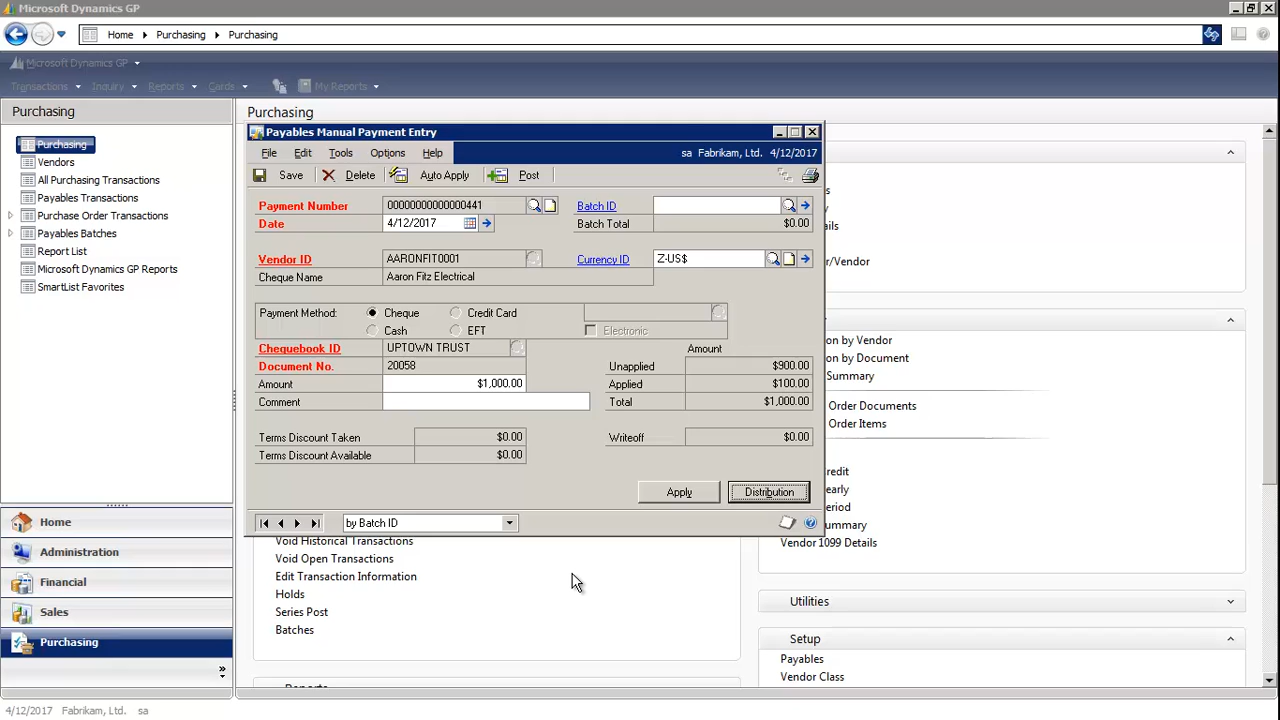 Microsoft Dynamics GP
Home Purchasing Purchasing
Microsoft Dynamics GP
Transactions Inquiry Reports Cards My Reports
Purchasing
Purchasing
Vendors
All Purchasing Transactions
Payables Transactions
Purchase Order Transactions
Payables Batches
Report List
Microsoft Dynamics GP Reports
SmartList Favorites
Home
Administration
Financial
Sales
Purchasing
Purchasing
Payables Manual Payment Entry
File Edit Tools Options Help sa Fabrikam, Ltd. 4/12/2017
Save Delete Auto Apply Post
Payment Number 00000000000000441 Batch ID
Date 4/12/2017 Batch Total $0.00
Vendor ID AARONFIT0001 Currency ID Z-US$
Cheque Name Aaron Fitz Electrical
Payment Method: Cheque Credit Card
Cash EFT Electronic
Chequebook ID UPTOWN TRUST Amount
Document No. 20058 Unapplied $900.00
Amount $1,000.00 Applied $100.00
Comment Total $1,000.00
Terms Discount Taken $0.00 Writeoff $0.00
Terms Discount Available $0.00
Apply Distribution
by Batch ID
Void Historical Transactions
Void Open Transactions
Edit Transaction Information
Holds
Series Post
Batches
/Vendor
on by Vendor
on by Document
Summary
Order Documents
Order Items
redit
early
eriod
ummary
Vendor 1099 Details
Utilities
Setup
Payables
Vendor Class
4/12/2017 Fabrikam, Ltd. sa